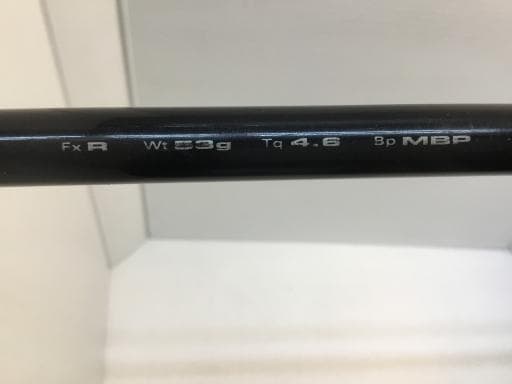 Fx R Wt 53g Tq 4.6 Bp MBP